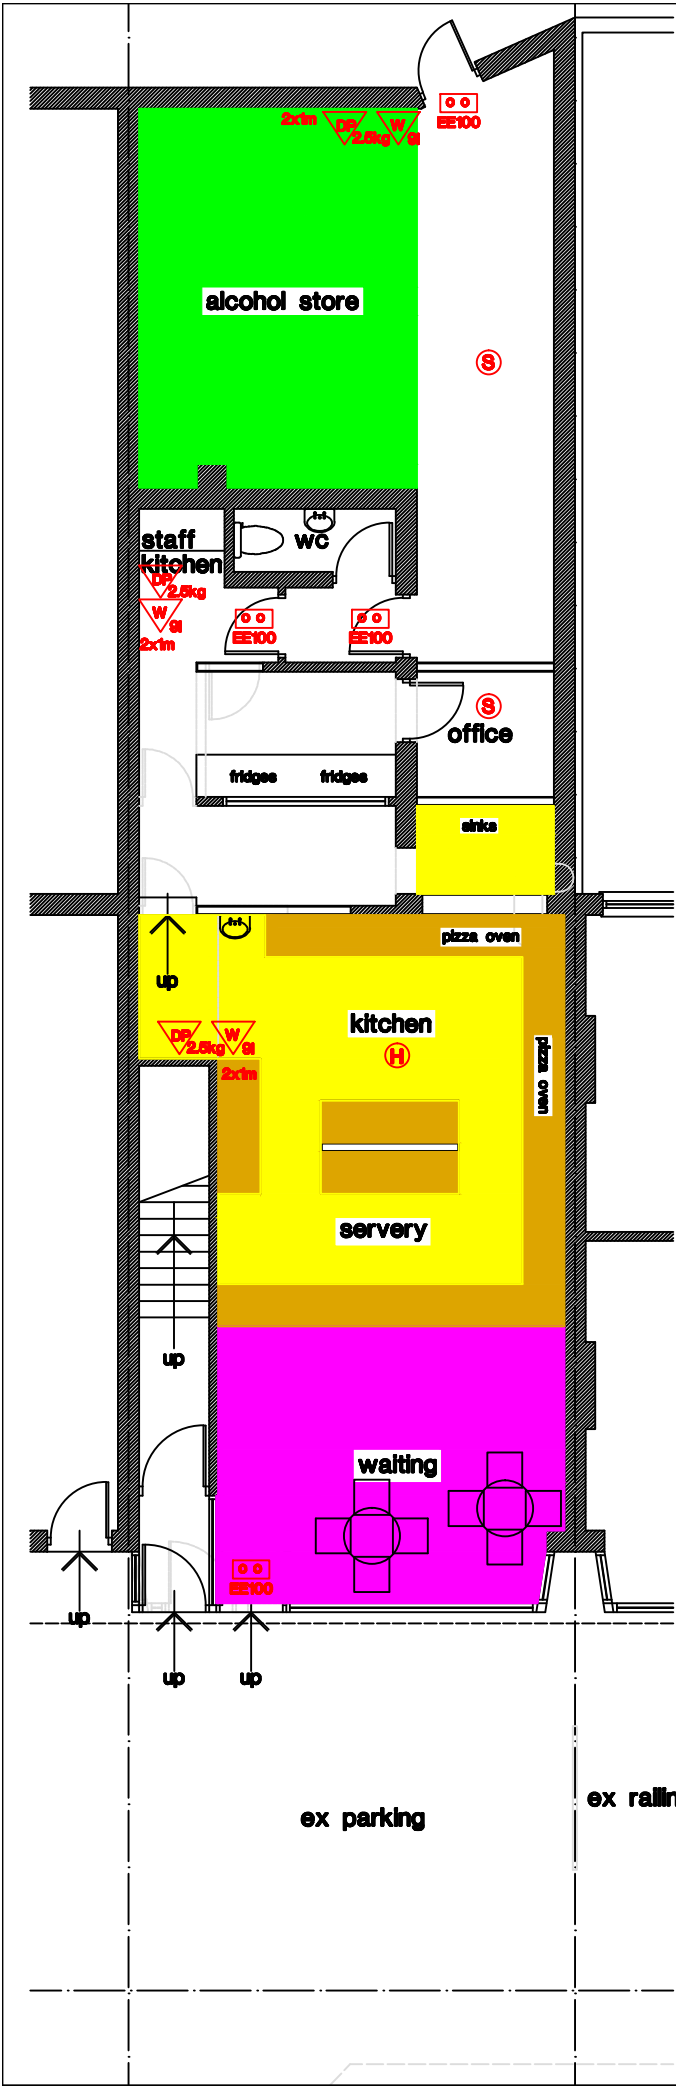 2x1m
DP
2.5kg
W
9l
EE100
alcohol store
S
staff
kitchen
wc
DP
2.5kg
W
9l
2x1m
EE100
EE100
S
office
fridges
fridges
sinks
pizza oven
up
kitchen
DP
2.5kg
W
9l
2x1m
H
pizza oven
servery
up
waiting
EE100
up
up
up
ex parking
ex railin